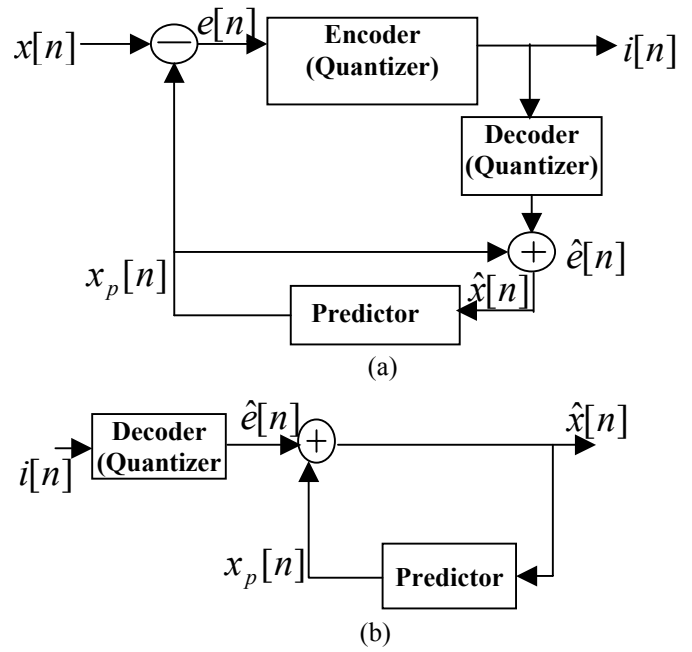 x[n]
e[n]
Encoder
(Quantizer)
i[n]
Decoder
(Quantizer)
ê[n]
x̂[n]
x_p[n]
Predictor
(a)
i[n]
Decoder
(Quantizer
ê[n]
x̂[n]
x_p[n]
Predictor
(b)